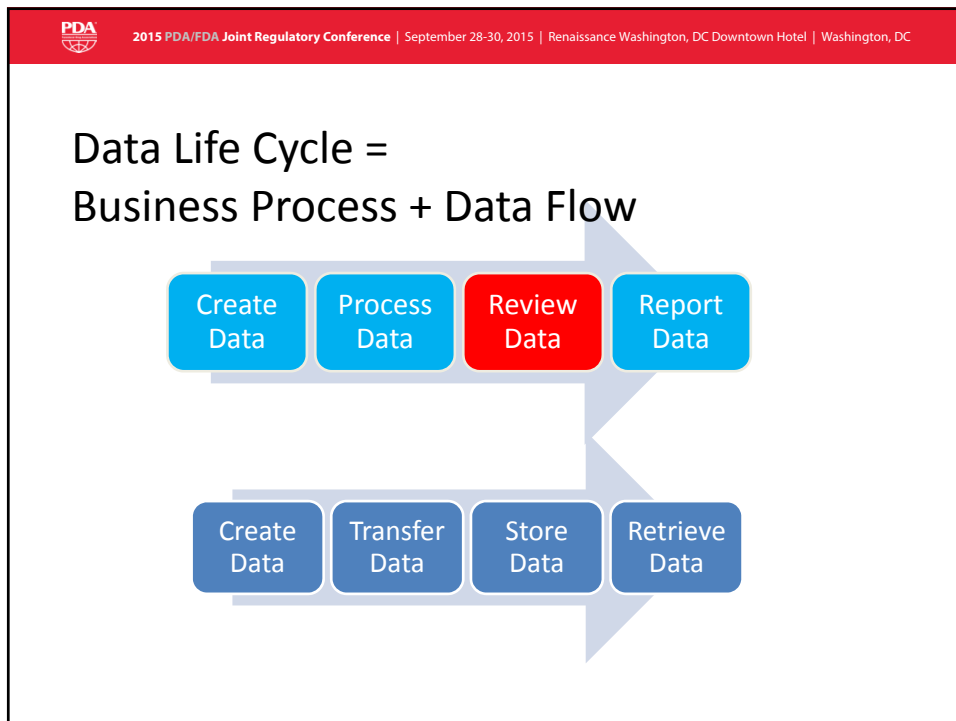 PDA
2015 PDA/FDA Joint Regulatory Conference | September 28-30, 2015 | Renaissance Washington, DC Downtown Hotel | Washington, DC
Data Life Cycle =
Business Process + Data Flow
Create
Data
Process
Data
Review
Data
Report
Data
Create
Data
Transfer
Data
Store
Data
Retrieve
Data